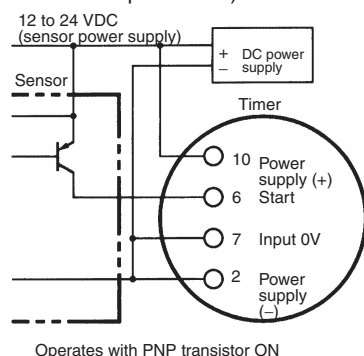 12 to 24 VDC
(sensor power supply)
+ DC power
– supply
Sensor
Timer
10 Power
supply (+)
6 Start
7 Input 0V
2 Power
supply
(–)
Operates with PNP transistor ON